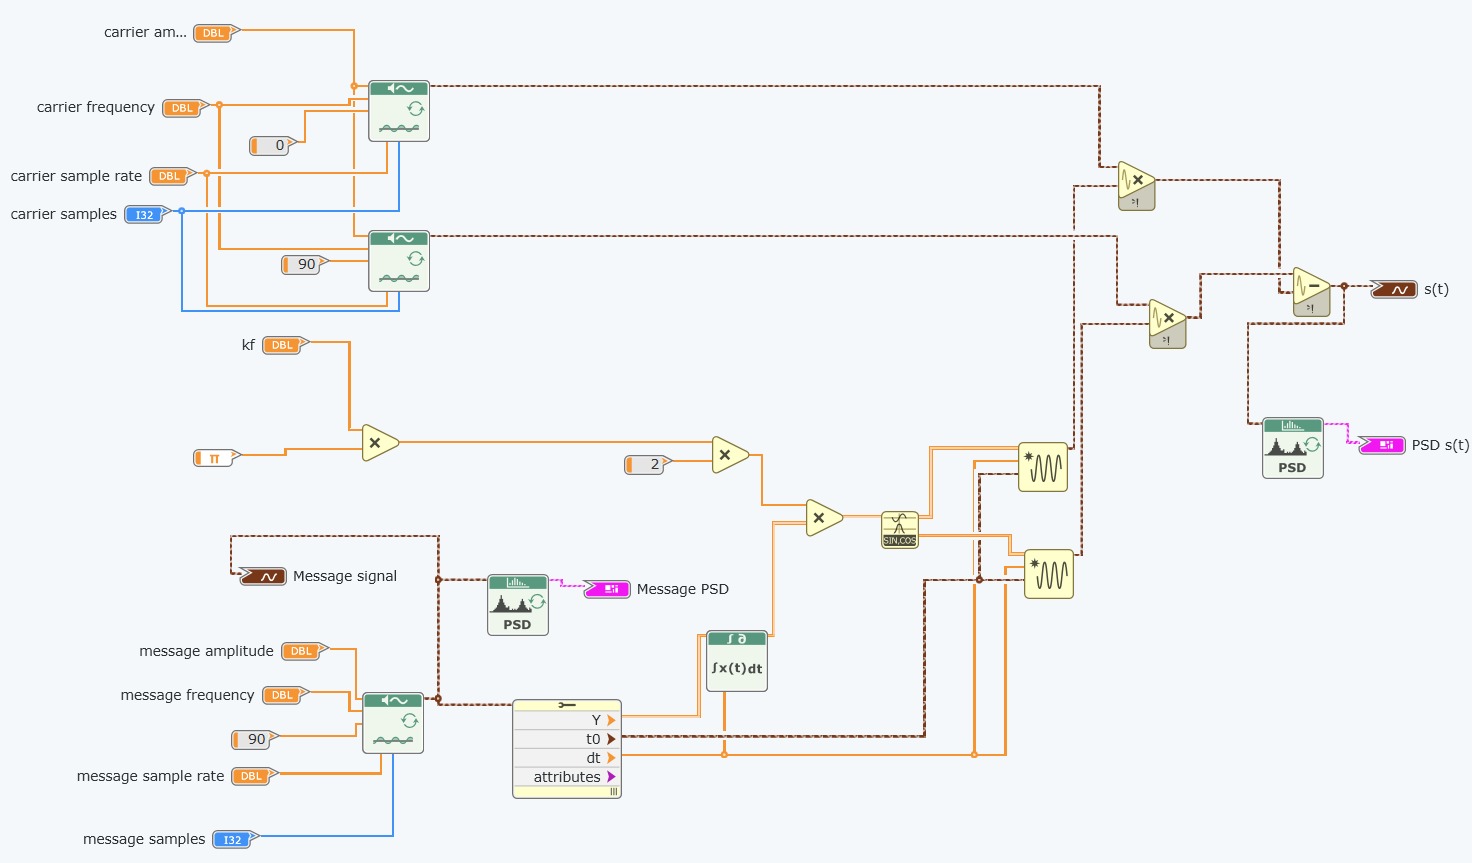 carrier am...
DBL
carrier frequency
DBL
0
carrier sample rate
DBL
carrier samples
I32
90
kf
DBL
π
×
×
2
×
SIN,COS
×
×
−
s(t)
PSD
PSD s(t)
Message signal
PSD
Message PSD
∫ ∂
∫x(t)dt
message amplitude
DBL
message frequency
DBL
90
message sample rate
DBL
message samples
I32
Y
t0
dt
attributes